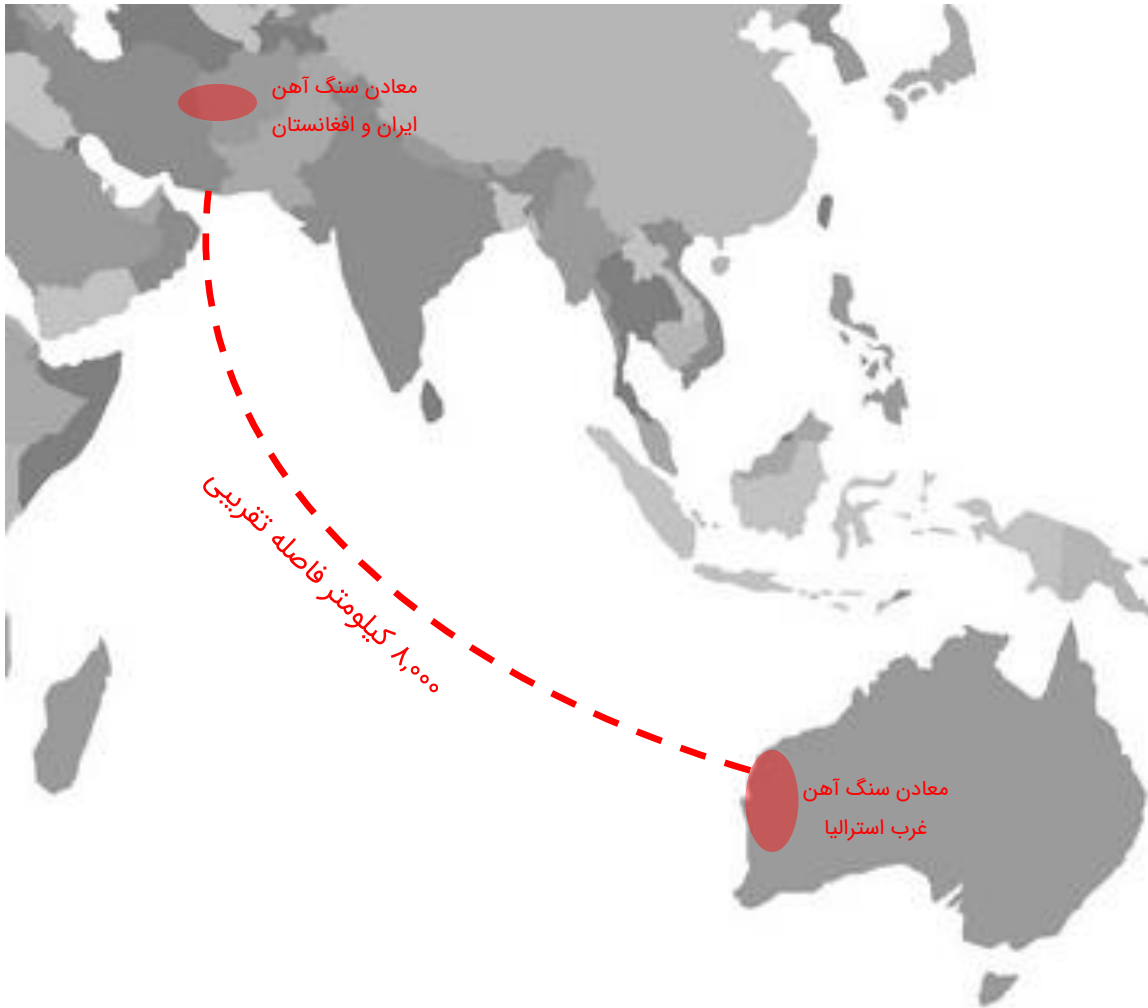 معادن سنگ آهن
ایران و افغانستان
۸,۰۰۰ کیلومتر فاصله تقریبی
معادن سنگ آهن
غرب استرالیا